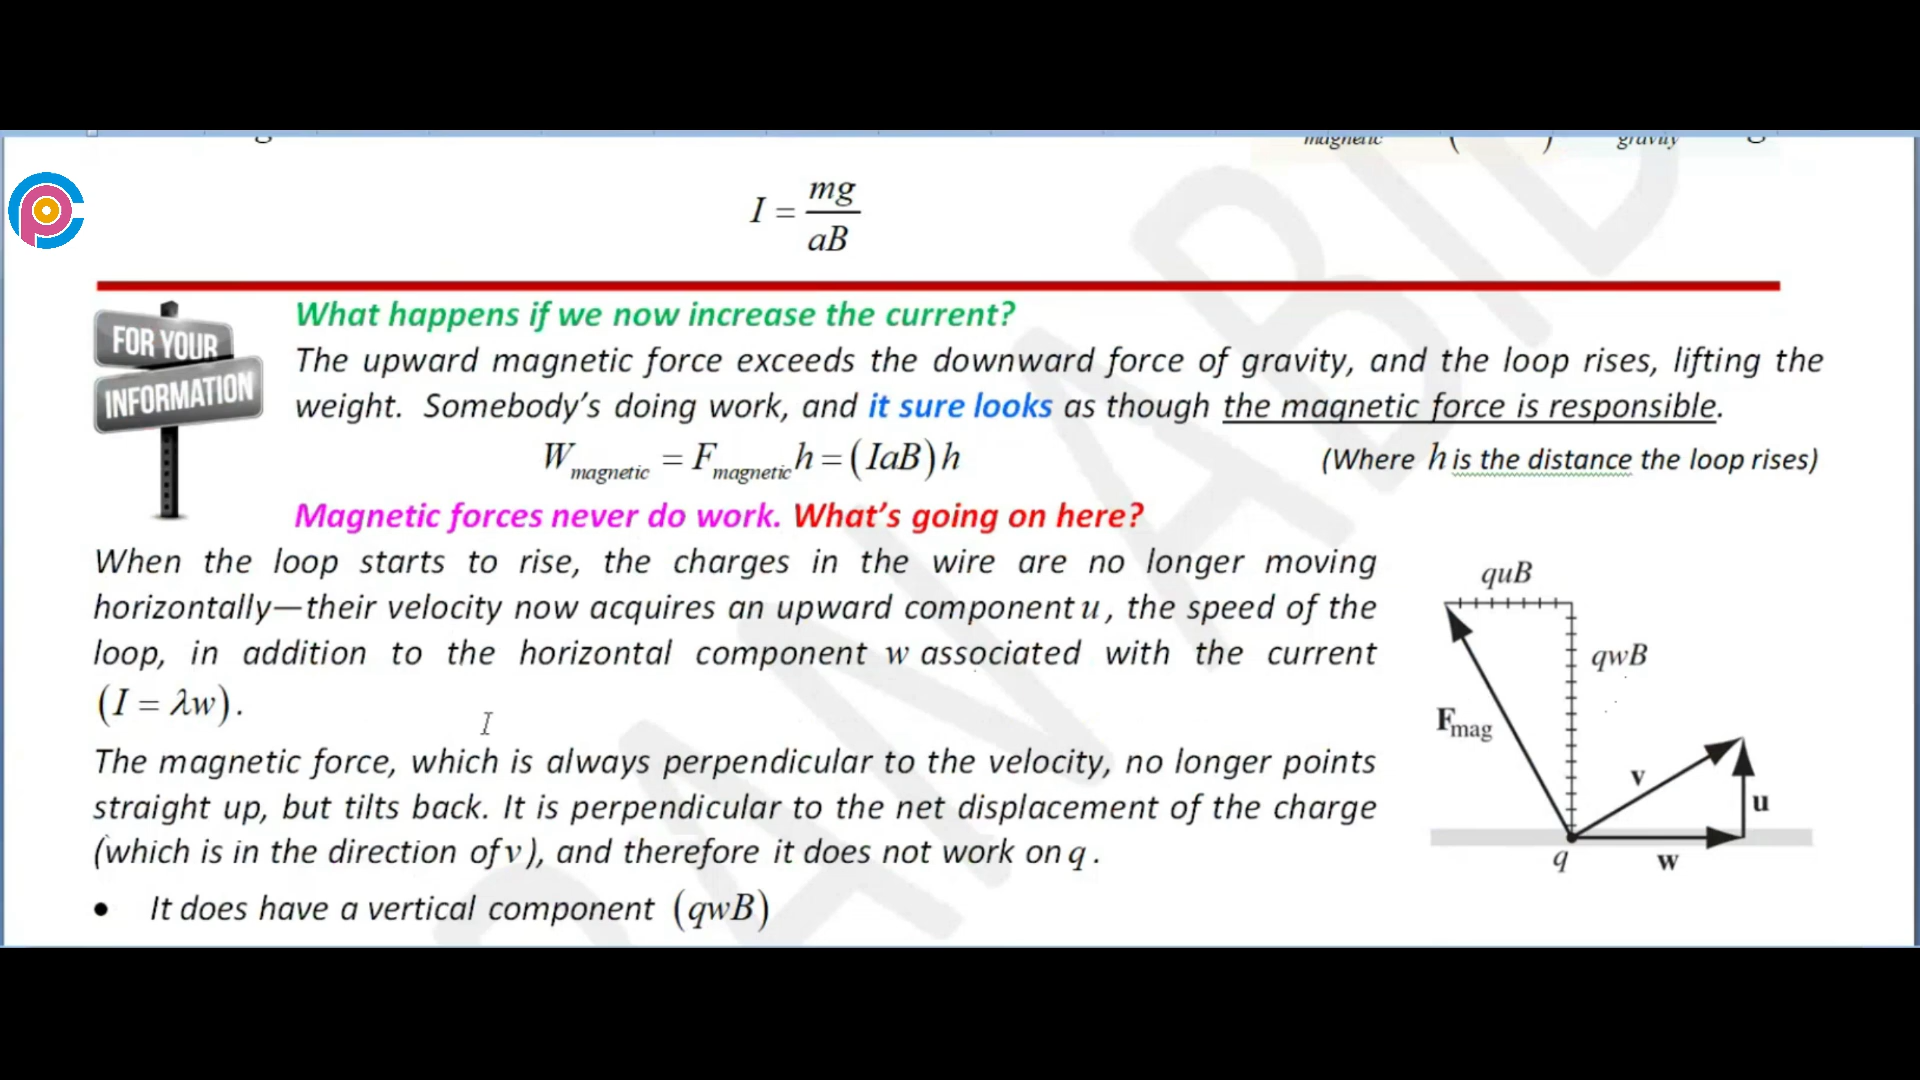 magnetic ( ) gravity
I = mg / aB
FOR YOUR
INFORMATION
What happens if we now increase the current?
The upward magnetic force exceeds the downward force of gravity, and the loop rises, lifting the
weight. Somebody's doing work, and it sure looks as though the magnetic force is responsible.
W magnetic = F magnetic h = (IaB) h (Where h is the distance the loop rises)
Magnetic forces never do work. What's going on here?
When the loop starts to rise, the charges in the wire are no longer moving
horizontally—their velocity now acquires an upward component u, the speed of the
loop, in addition to the horizontal component w associated with the current
(I = λw).
The magnetic force, which is always perpendicular to the velocity, no longer points
straight up, but tilts back. It is perpendicular to the net displacement of the charge
(which is in the direction of v), and therefore it does not work on q.
• It does have a vertical component (qwB)
quB
qwB
Fmag
v
u
q
w